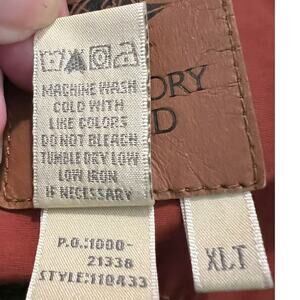 MACHINE WASH
COLD WITH
LIKE COLORS
DO NOT BLEACH
TUMBLE DRY LOW
LOW IRON
IF NECESSARY
P.O.:1000-
21338
STYLE:110433
XLT